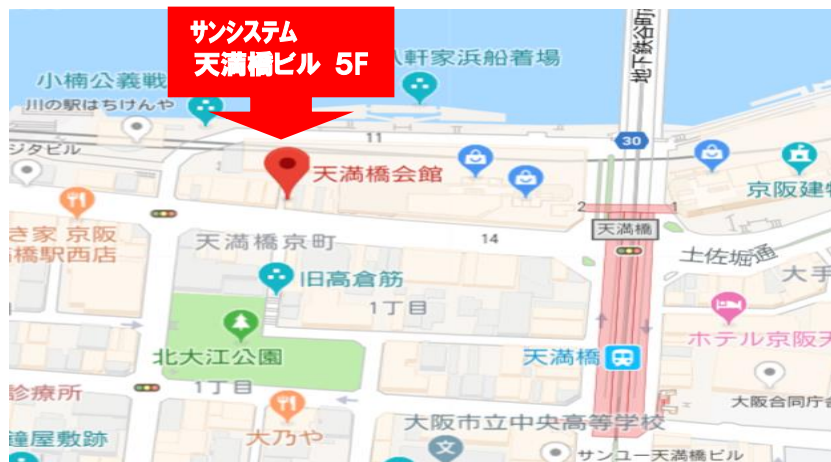 サンシステム
天満橋ビル 5F
八軒家浜船着場
地下鉄谷町
小楠公義戦
川の駅はちけんや
ジタビル
11
30
天満橋会館
京阪建物
き家 京阪
橋駅西店
天満橋京町
14
2
1
天満橋
土佐堀通
大手
旧高倉筋
1丁目
北大江公園
天満橋
ホテル京阪天
診療所
1丁目
大阪合同庁舎
大乃や
大阪市立中央高等学校
鐘屋敷跡
サンユー天満橋ビル